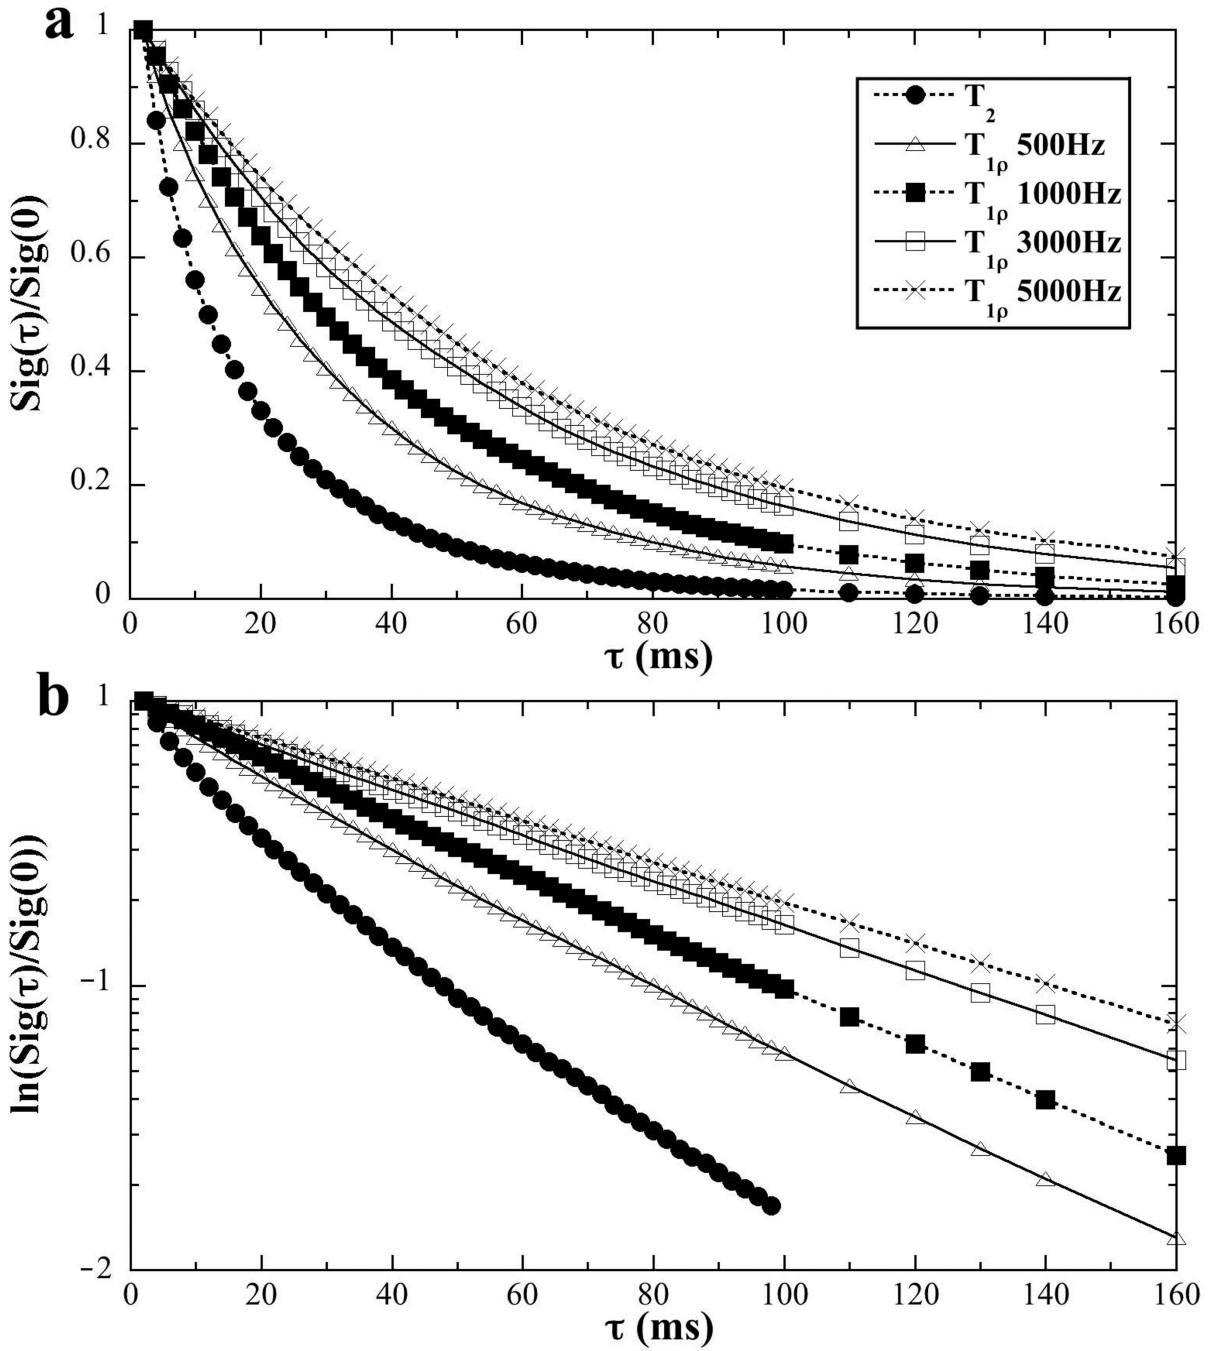 a
1
0.8
0.6
0.4
0.2
0
Sig(τ)/Sig(0)
T2
T1ρ 500Hz
T1ρ 1000Hz
T1ρ 3000Hz
T1ρ 5000Hz
0 20 40 60 80 100 120 140 160
τ (ms)
b
1
−1
−2
ln(Sig(τ)/Sig(0))
0 20 40 60 80 100 120 140 160
τ (ms)